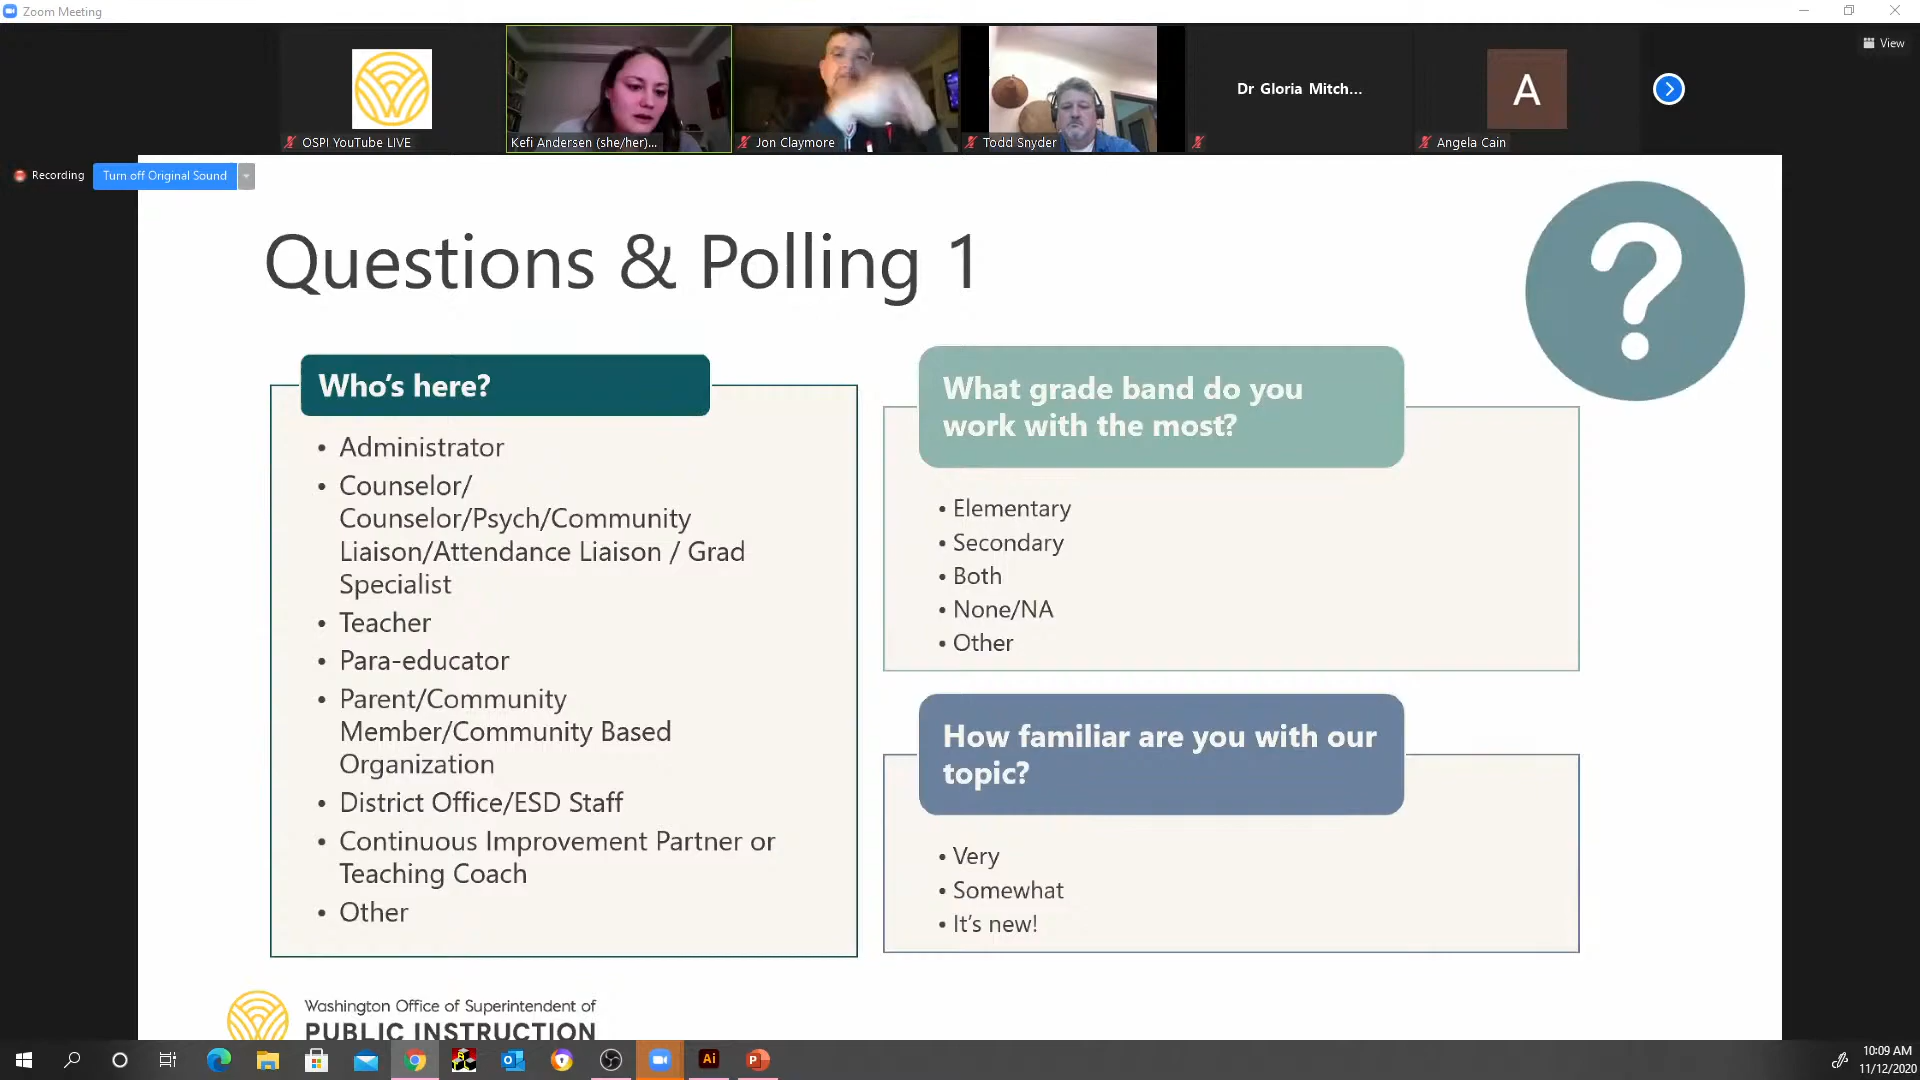 Zoom Meeting
View
OSPI YouTube LIVE
Kefi Andersen (she/her)...
Jon Claymore
Todd Snyder
Dr Gloria Mitch...
A
Angela Cain
Recording
Turn off Original Sound
Questions & Polling 1
?
Who's here?
• Administrator
• Counselor/
Counselor/Psych/Community
Liaison/Attendance Liaison / Grad
Specialist
• Teacher
• Para-educator
• Parent/Community
Member/Community Based
Organization
• District Office/ESD Staff
• Continuous Improvement Partner or
Teaching Coach
• Other
What grade band do you
work with the most?
• Elementary
• Secondary
• Both
• None/NA
• Other
How familiar are you with our
topic?
• Very
• Somewhat
• It's new!
Washington Office of Superintendent of
PUBLIC INSTRUCTION
Ai
P
10:09 AM
11/12/2020